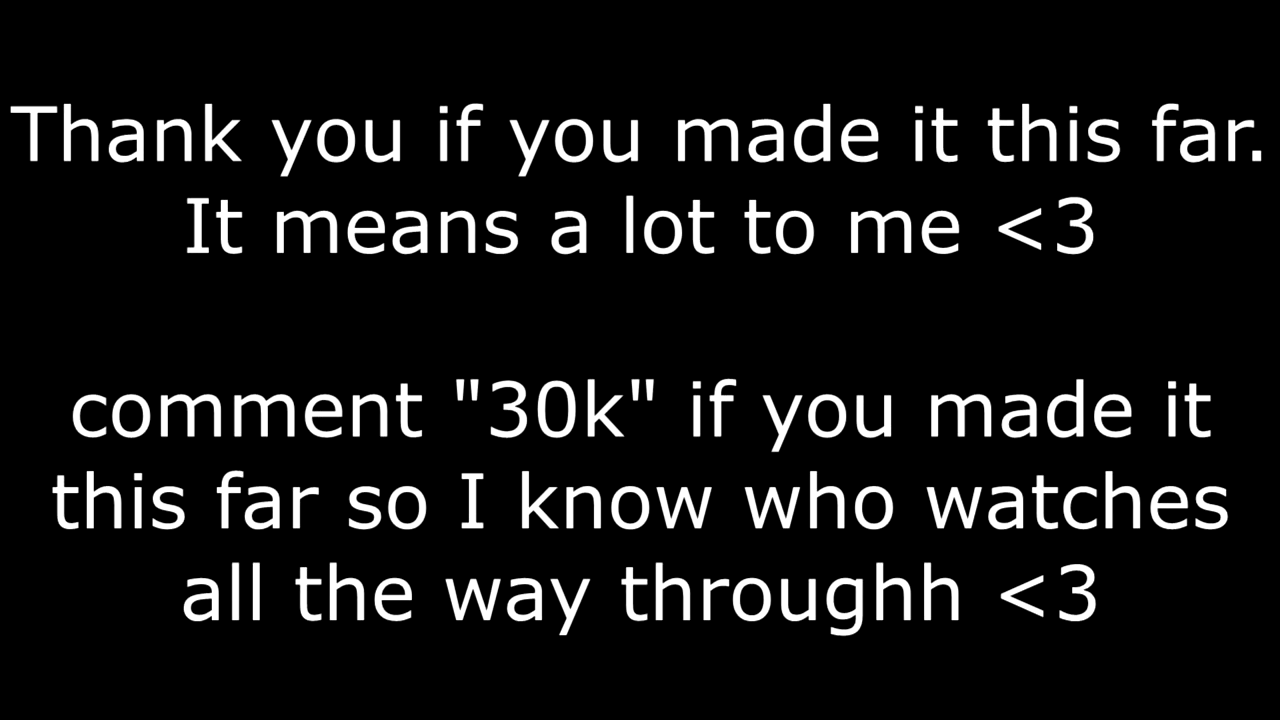 Thank you if you made it this far.
It means a lot to me <3
comment "30k" if you made it
this far so I know who watches
all the way throughh <3